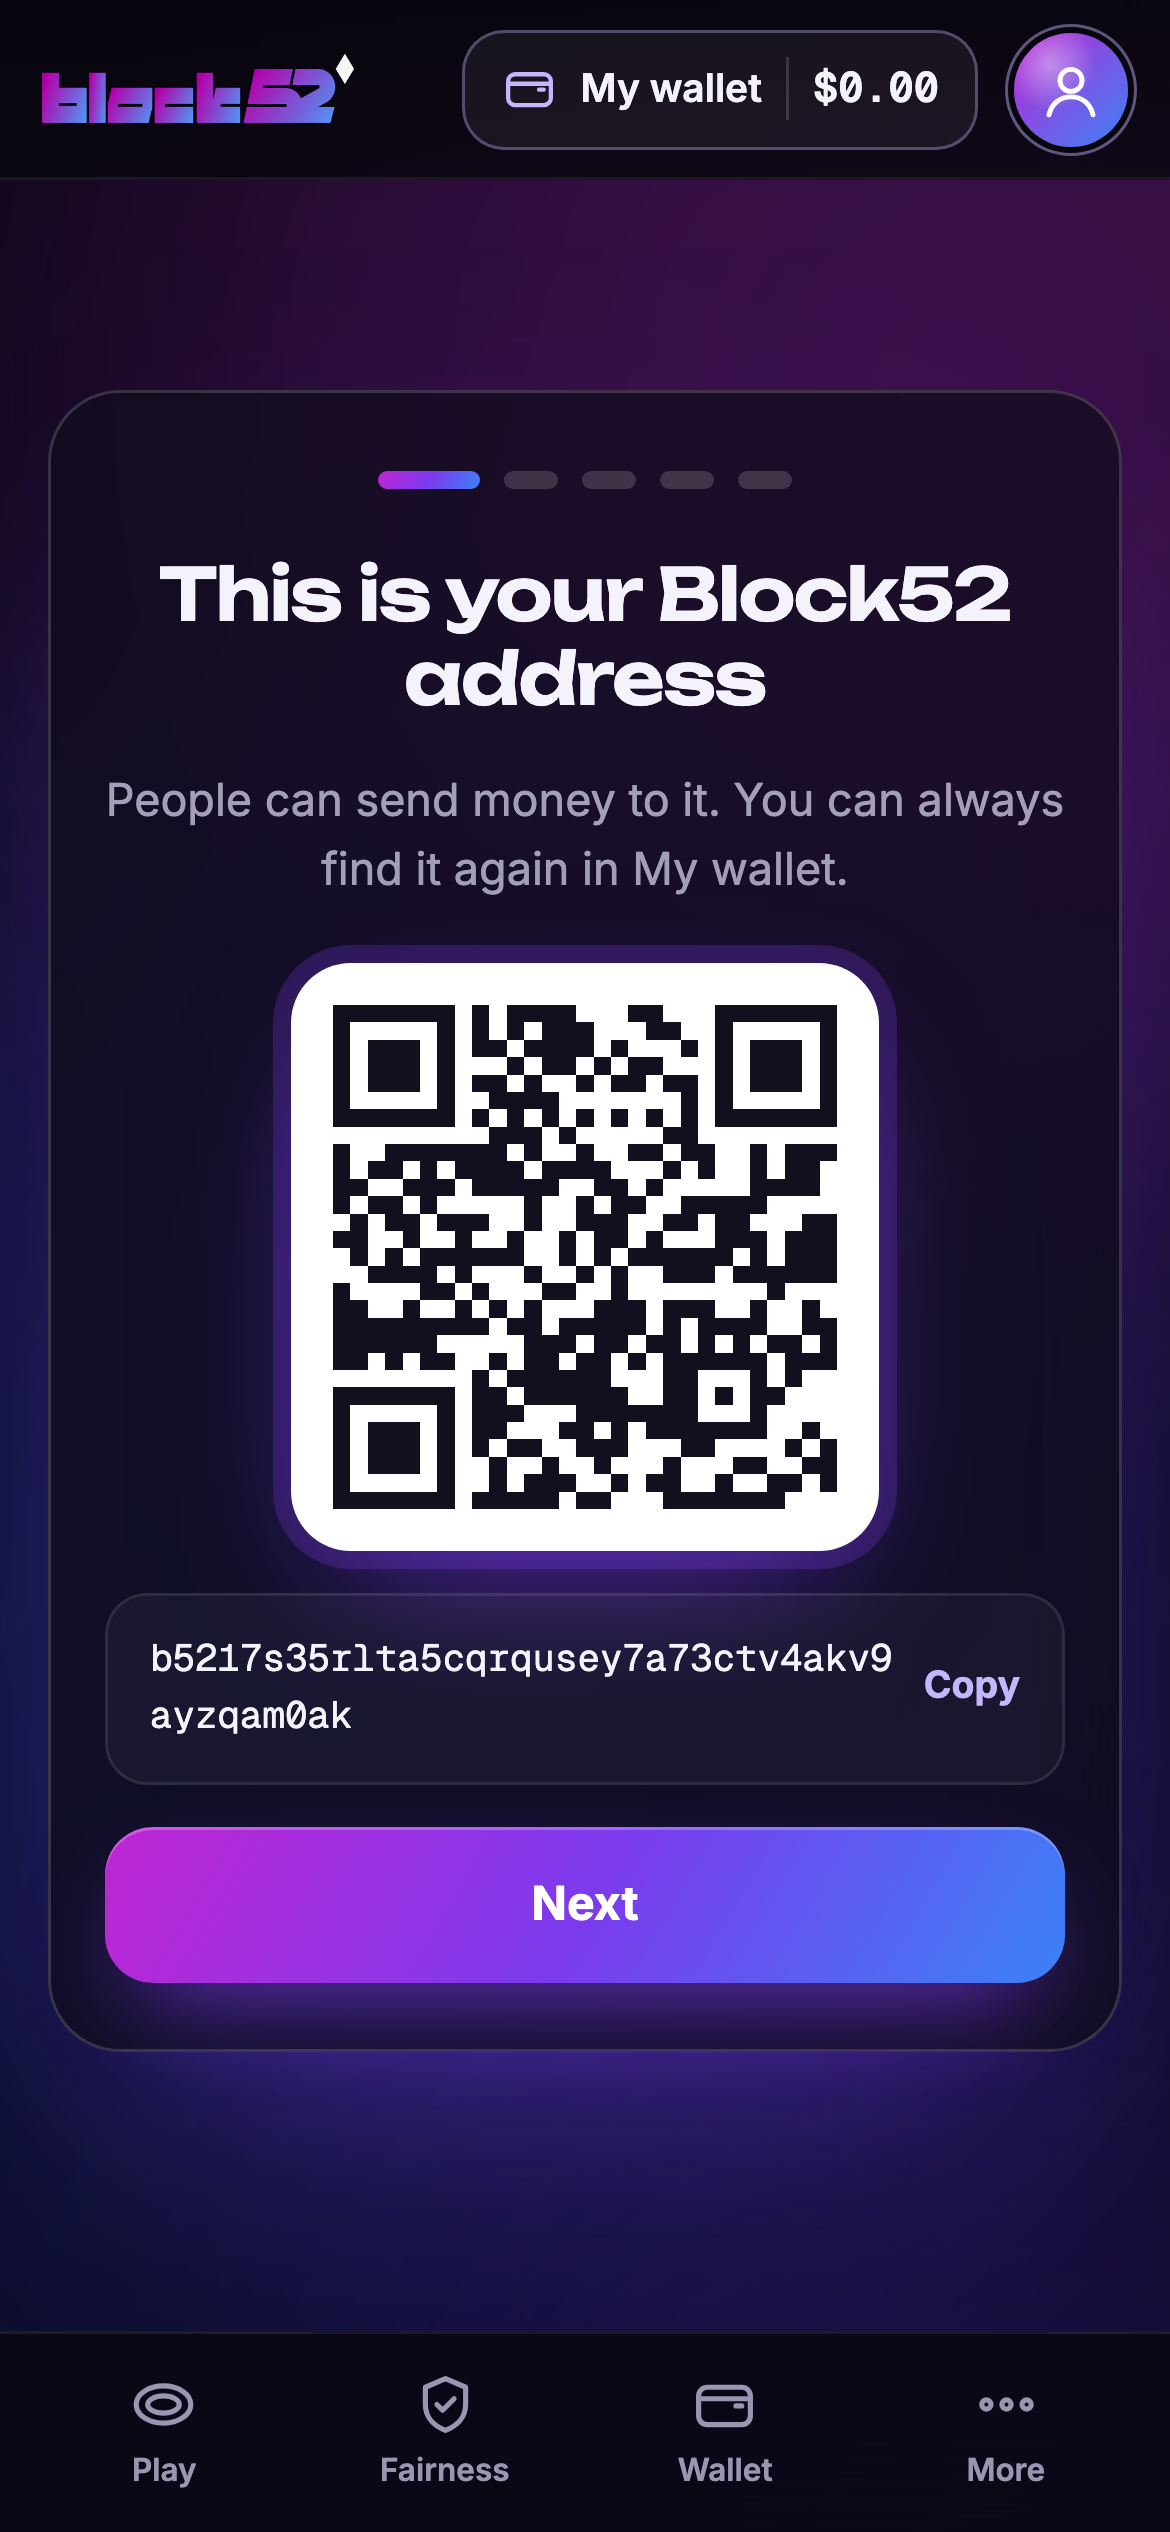 block52
My wallet
$0.00
This is your Block52
address
People can send money to it. You can always
find it again in My wallet.
b5217s35rlta5cqrqusey7a73ctv4akv9
ayzqam0ak
Copy
Next
Play
Fairness
Wallet
More